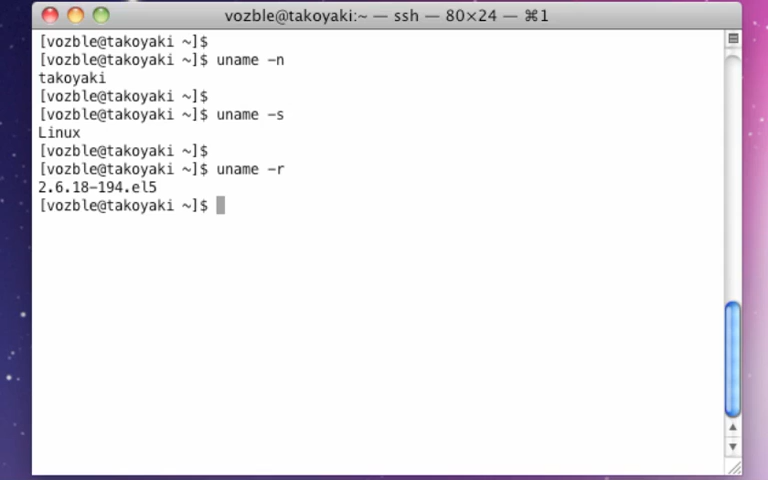 vozble@takoyaki:~ — ssh — 80×24 — ⌘1
[vozble@takoyaki ~]$
[vozble@takoyaki ~]$ uname -n
takoyaki
[vozble@takoyaki ~]$
[vozble@takoyaki ~]$ uname -s
Linux
[vozble@takoyaki ~]$
[vozble@takoyaki ~]$ uname -r
2.6.18-194.el5
[vozble@takoyaki ~]$